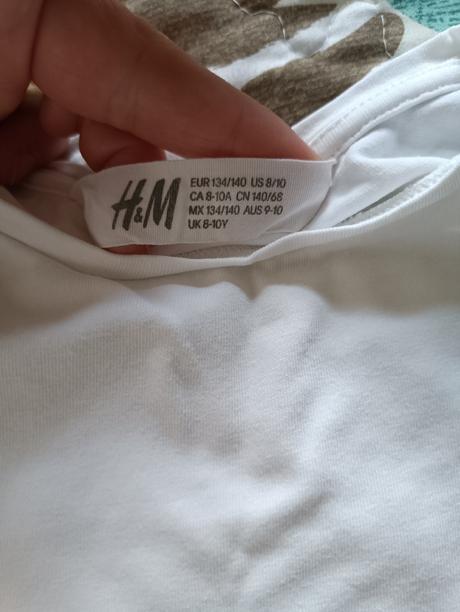 H&M
EUR 134/140 US 8/10
CA 8-10A CN 140/68
MX 134/140 AUS 9-10
UK 8-10Y